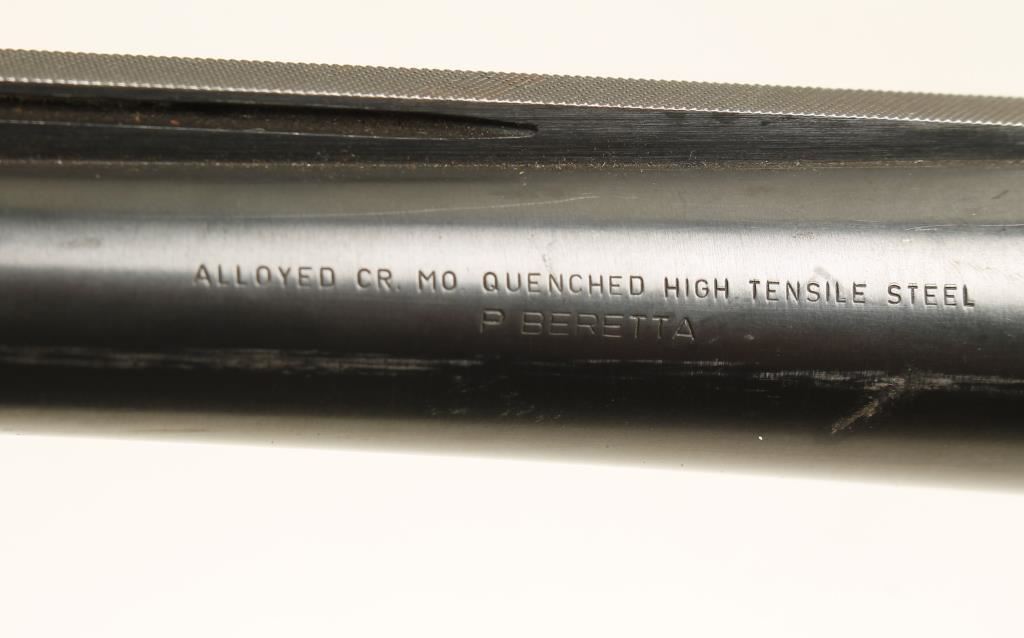 ALLOYED CR. MO QUENCHED HIGH TENSILE STEEL
P. BERETTA